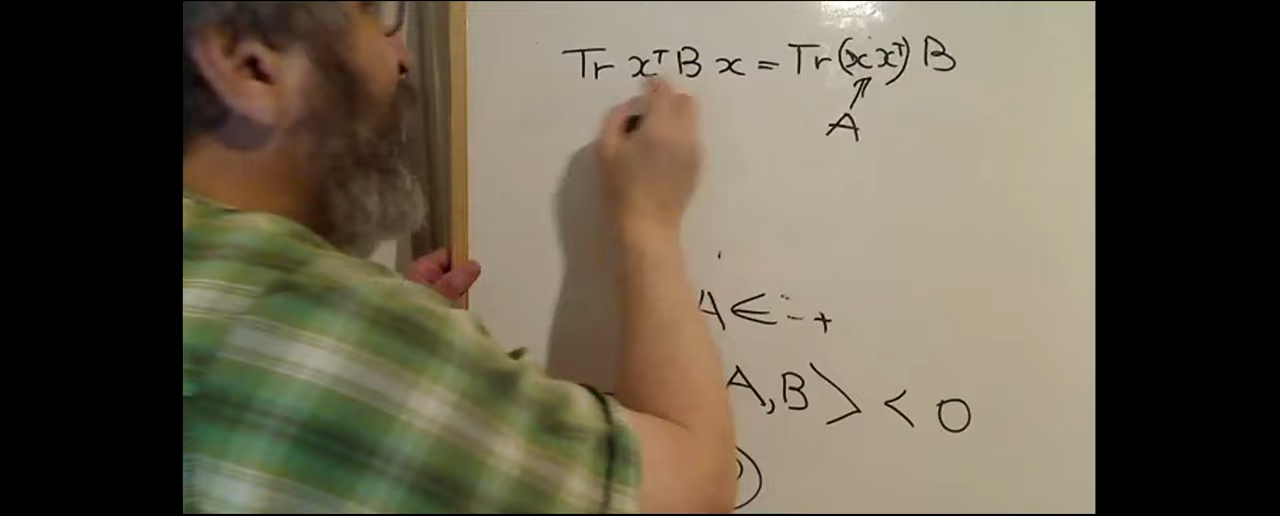 Tr xᵀB x = Tr (x xᵀ) B
A
A ∈
A, B > < 0
)